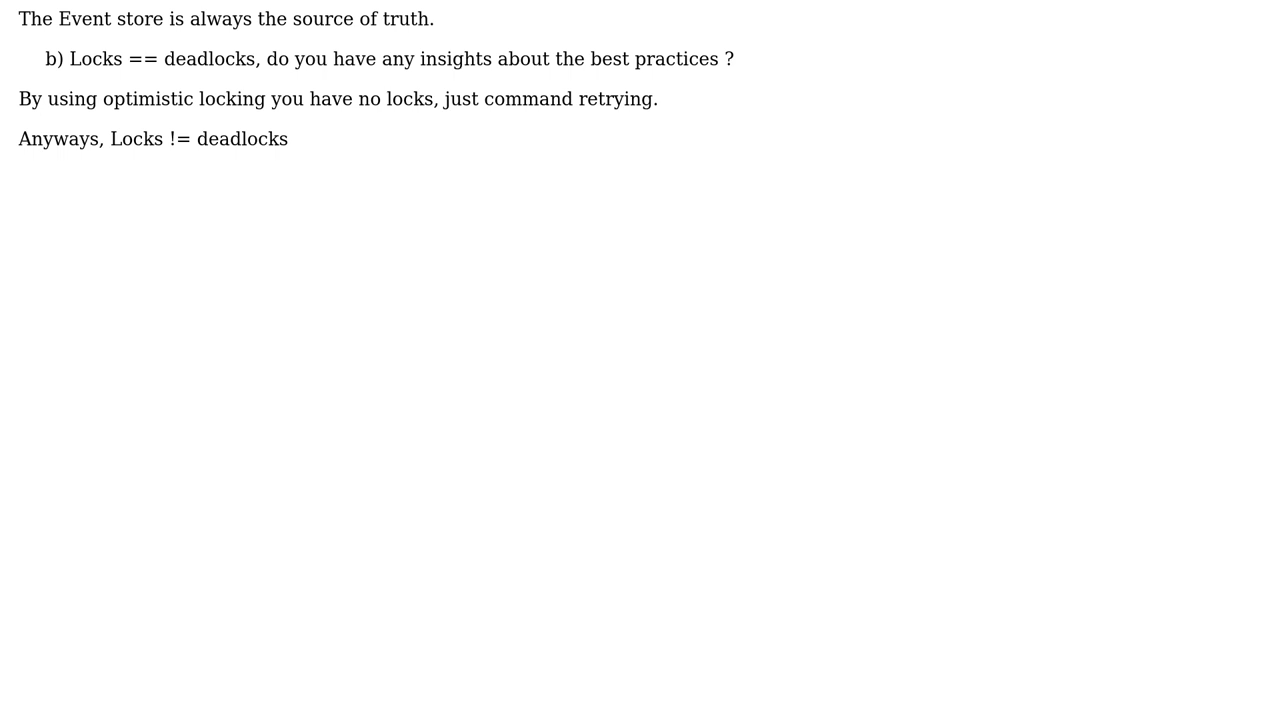 The Event store is always the source of truth.
b) Locks == deadlocks, do you have any insights about the best practices ?
By using optimistic locking you have no locks, just command retrying.
Anyways, Locks != deadlocks